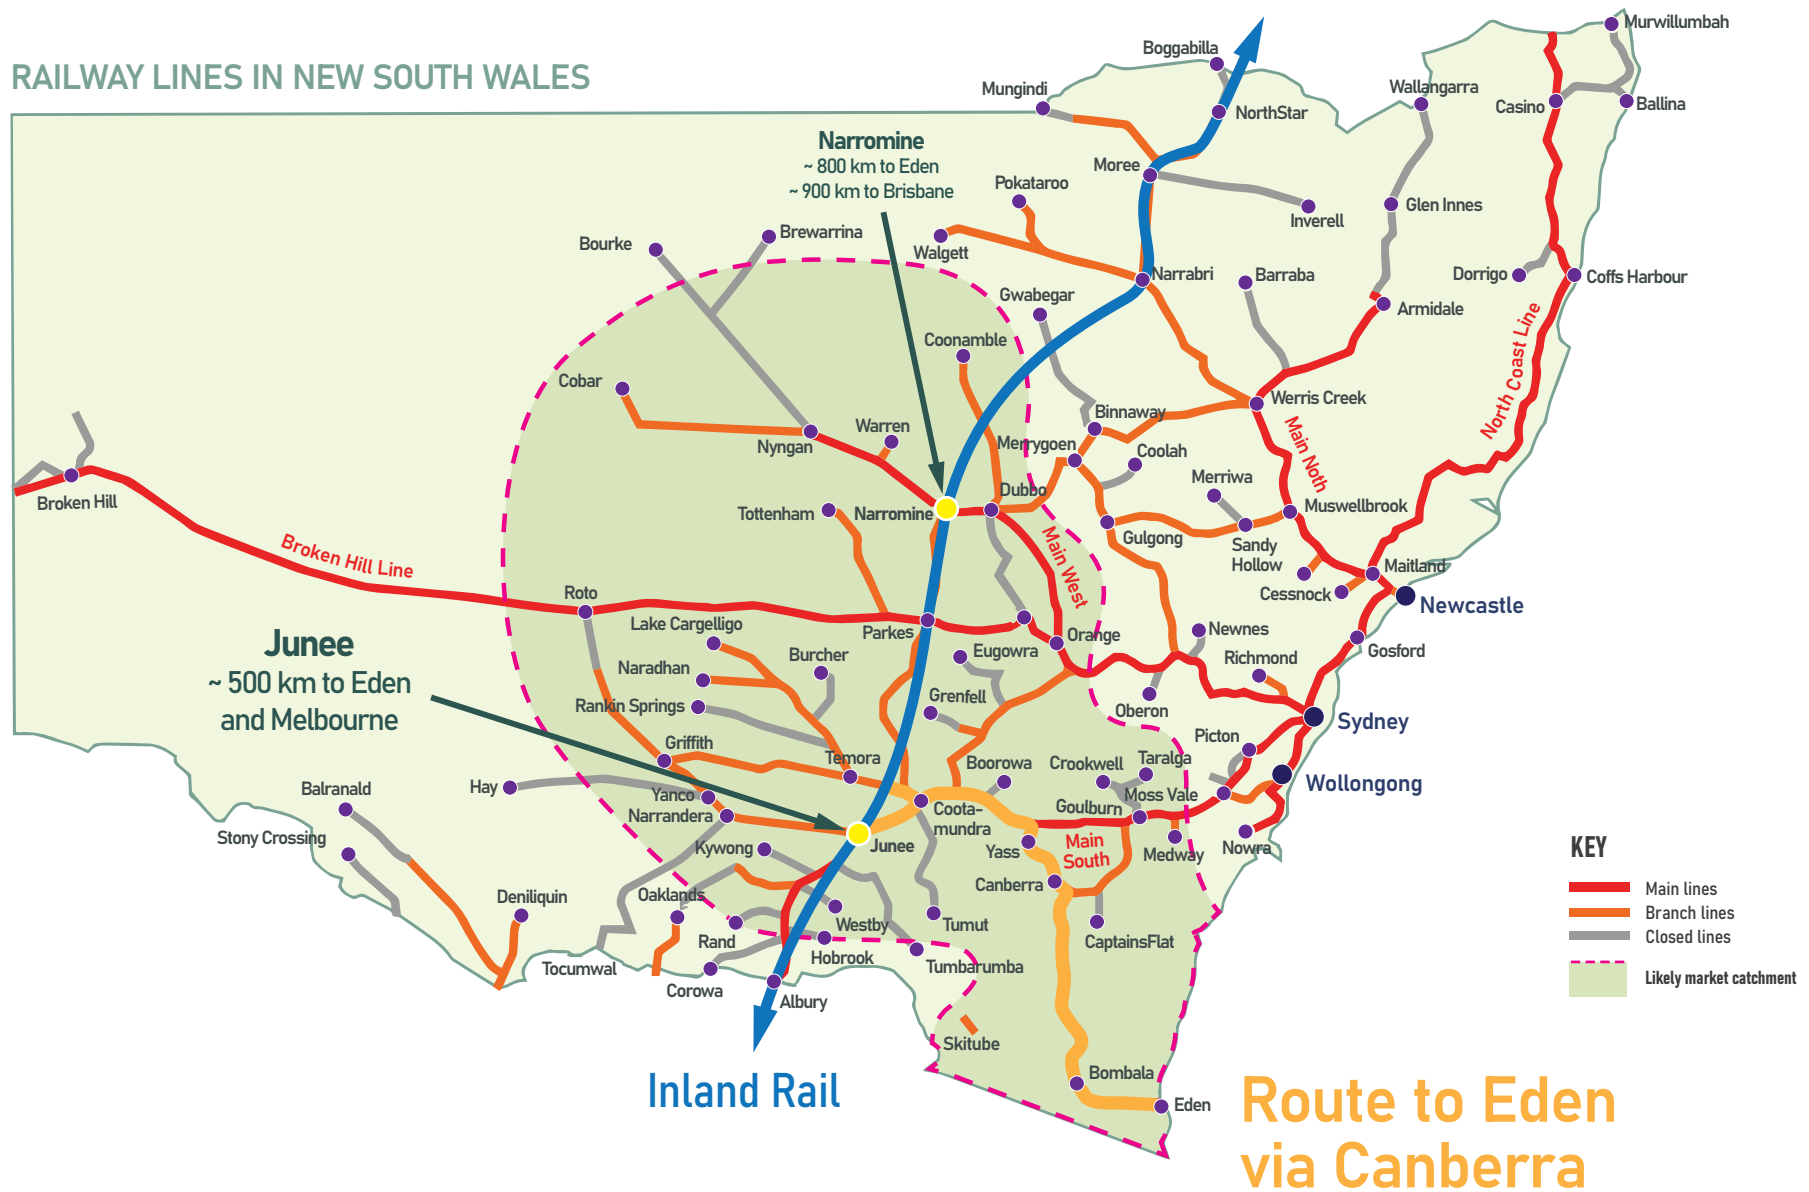 RAILWAY LINES IN NEW SOUTH WALES
Murwillumbah
Boggabilla
Mungindi
Wallangarra
Casino
Ballina
NorthStar
Narromine
~ 800 km to Eden
~ 900 km to Brisbane
Moree
Pokataroo
Glen Innes
Inverell
Brewarrina
Bourke
Walgett
Narrabri
Barraba
Dorrigo
Coffs Harbour
Gwabegar
Armidale
North Coast Line
Coonamble
Cobar
Werris Creek
Binnaway
Warren
Nyngan
Merrygoen
Coolah
Main Noth
Merriwa
Broken Hill
Dubbo
Muswellbrook
Tottenham
Narromine
Gulgong
Sandy
Hollow
Main West
Broken Hill Line
Maitland
Cessnock
Newcastle
Roto
Lake Cargelligo
Parkes
Orange
Newnes
Junee
~ 500 km to Eden
and Melbourne
Eugowra
Burcher
Naradhan
Richmond
Gosford
Grenfell
Rankin Springs
Oberon
Sydney
Picton
Griffith
Temora
Boorowa
Crookwell
Taralga
Wollongong
Hay
Balranald
Yanco
Moss Vale
Narrandera
Goulburn
Coota-
mundra
Stony Crossing
Kywong
Junee
Yass
Main
South
Medway
Nowra
KEY
Main lines
Branch lines
Closed lines
Likely market catchment
Canberra
Deniliquin
Oaklands
Westby
Tumut
Rand
CaptainsFlat
Hobrook
Tocumwal
Tumbarumba
Corowa
Albury
Skitube
Bombala
Inland Rail
Eden
Route to Eden
via Canberra